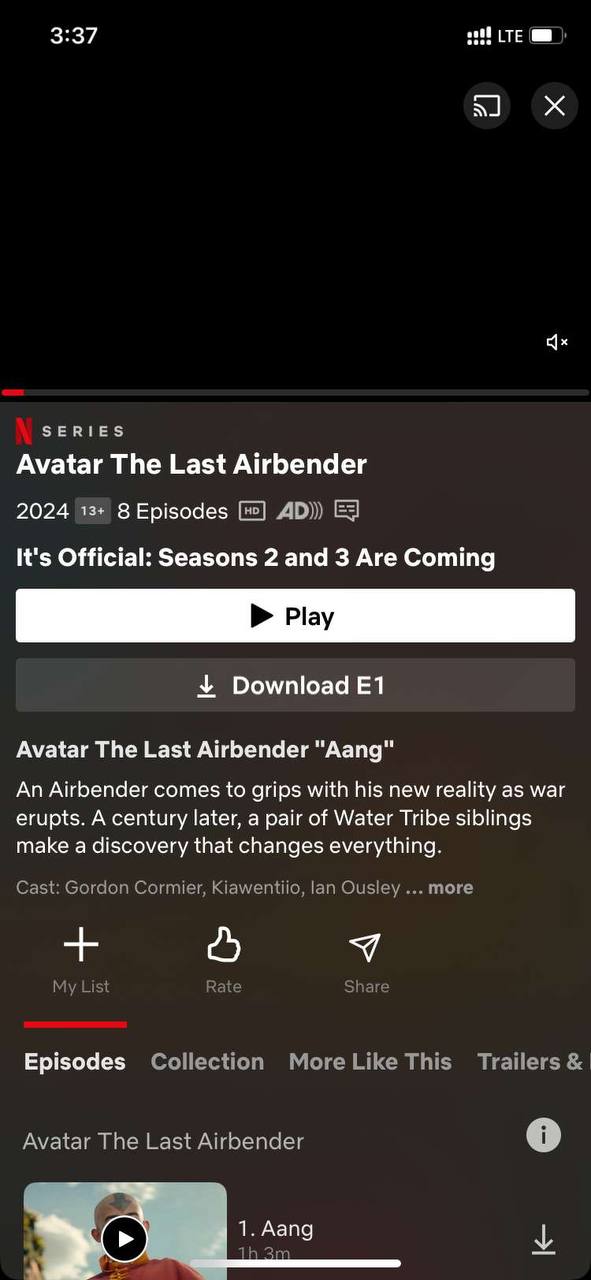 3:37
LTE
N SERIES
Avatar The Last Airbender
2024 13+ 8 Episodes HD AD
It's Official: Seasons 2 and 3 Are Coming
Play
Download E1
Avatar The Last Airbender "Aang"
An Airbender comes to grips with his new reality as war
erupts. A century later, a pair of Water Tribe siblings
make a discovery that changes everything.
Cast: Gordon Cormier, Kiawentiio, Ian Ousley ... more
My List Rate Share
Episodes Collection More Like This Trailers &
Avatar The Last Airbender
1. Aang
1h 3m